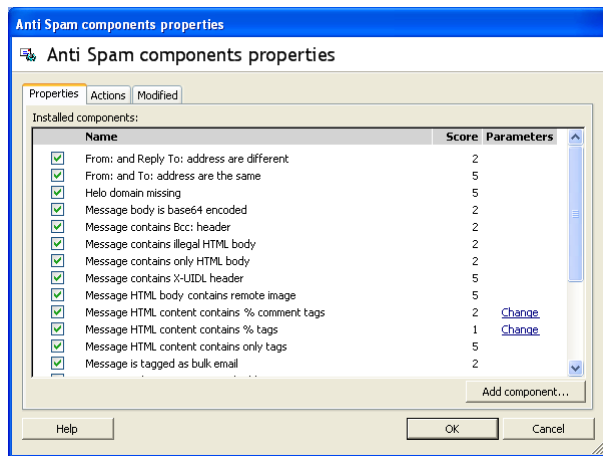 Anti Spam components properties
Anti Spam components properties
Properties Actions Modified
Installed components:
Name Score Parameters
From: and Reply To: address are different 2
From: and To: address are the same 5
Helo domain missing 5
Message body is base64 encoded 2
Message contains Bcc: header 2
Message contains illegal HTML body 2
Message contains only HTML body 2
Message contains X-UIDL header 5
Message HTML body contains remote image 5
Message HTML content contains % comment tags 2 Change
Message HTML content contains % tags 1 Change
Message HTML content contains only tags 5
Message is tagged as bulk email 2
Add component...
Help OK Cancel